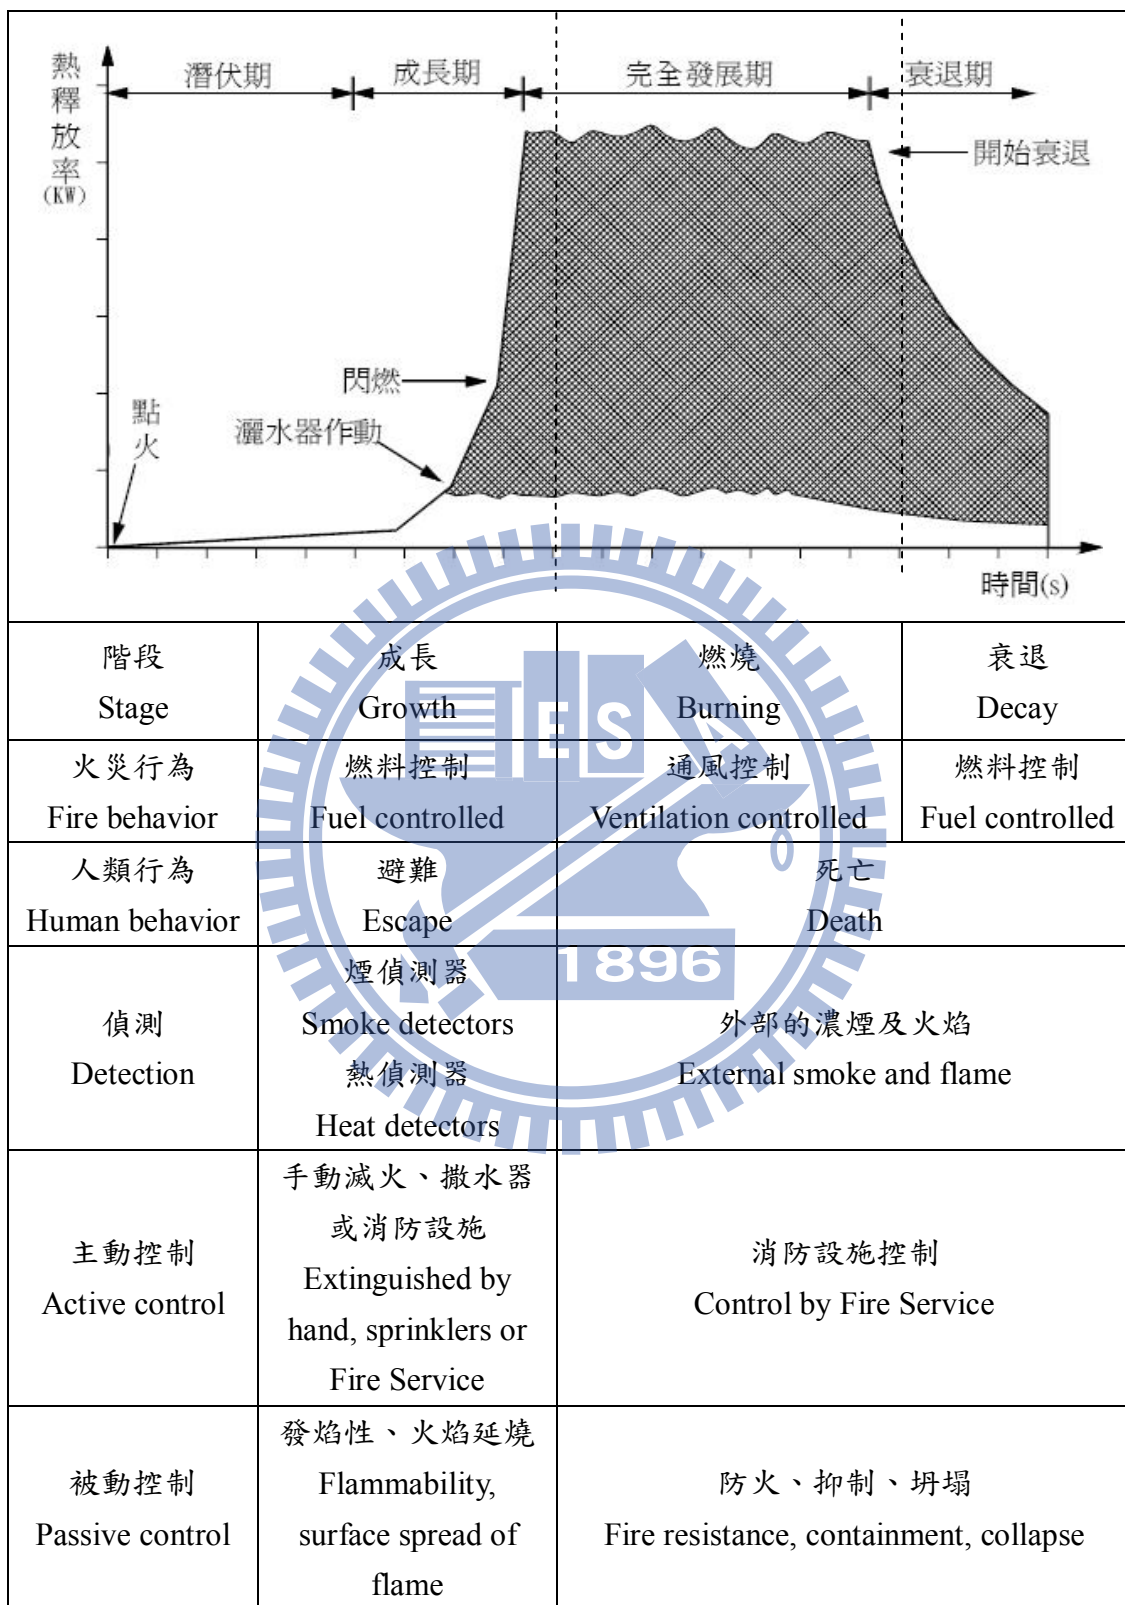 熱釋放率
(KW)
潛伏期
成長期
完全發展期
衰退期
開始衰退
閃燃
點火
灑水器作動
時間(s)
階段
Stage
成長
Growth
燃燒
Burning
衰退
Decay
火災行為
Fire behavior
燃料控制
Fuel controlled
通風控制
Ventilation controlled
燃料控制
Fuel controlled
人類行為
Human behavior
避難
Escape
死亡
Death
偵測
Detection
煙偵測器
Smoke detectors
熱偵測器
Heat detectors
外部的濃煙及火焰
External smoke and flame
主動控制
Active control
手動滅火、撒水器
或消防設施
Extinguished by
hand, sprinklers or
Fire Service
消防設施控制
Control by Fire Service
被動控制
Passive control
發焰性、火焰延燒
Flammability,
surface spread of
flame
防火、抑制、坍塌
Fire resistance, containment, collapse
E S A
1896